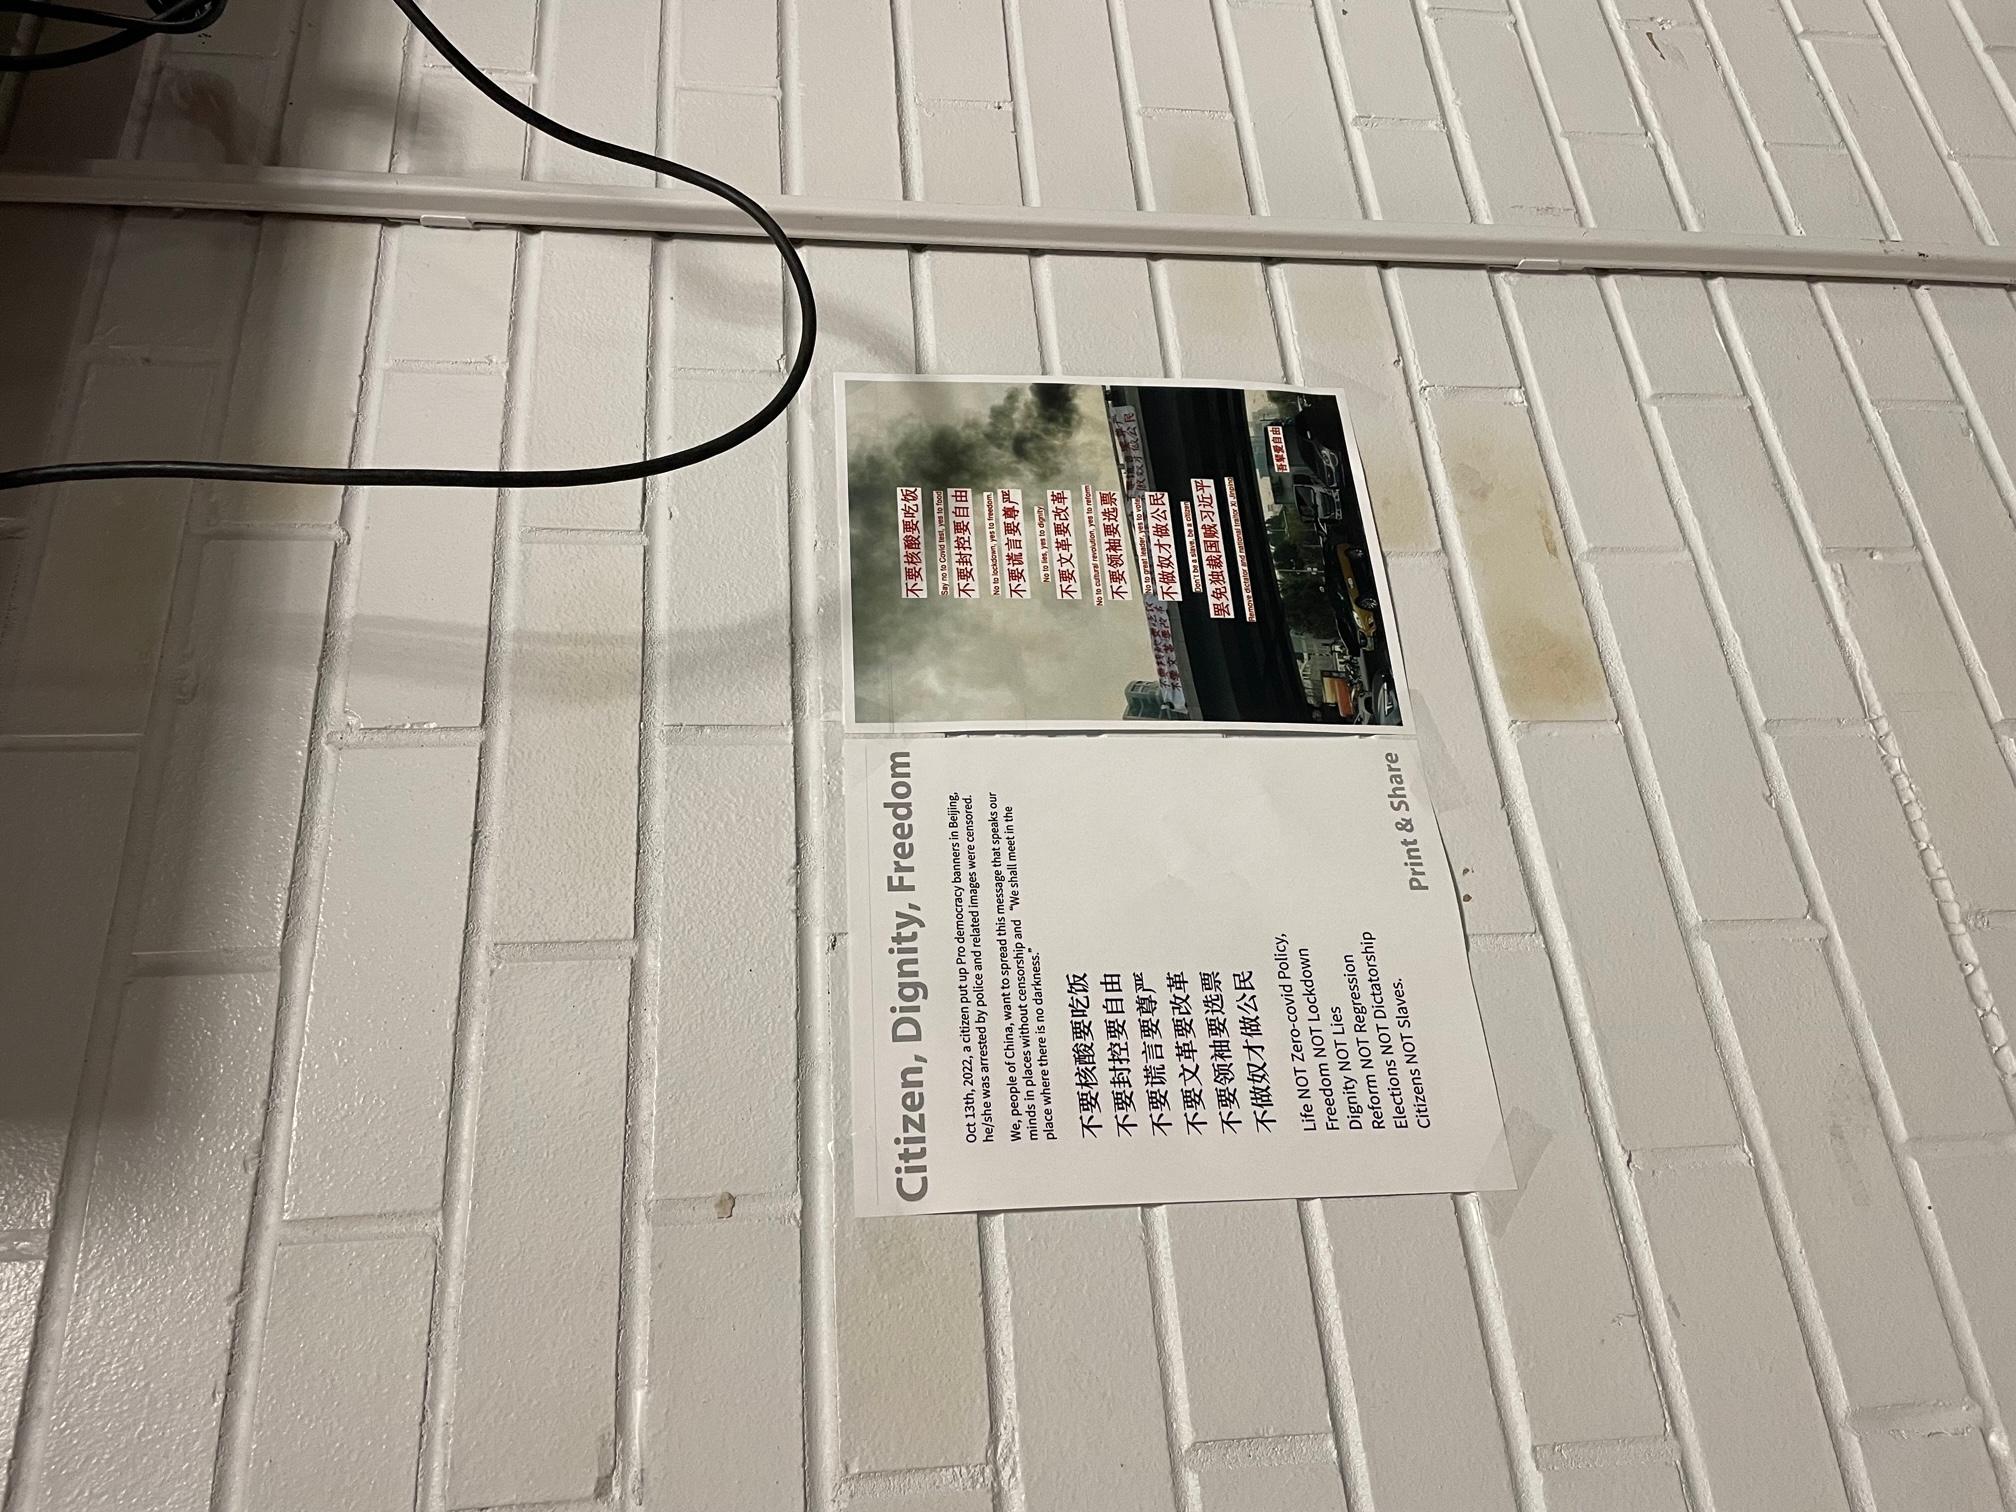 Citizen, Dignity, Freedom
Oct 13th, 2022, a citizen put up Pro democracy banners in Beijing,
he/she was arrested by police and related images were censored.
We, people of China, want to spread this message that speaks our
minds in places without censorship and “We shall meet in the
place where there is no darkness.”
不要核酸要吃饭
不要封控要自由
不要谎言要尊严
不要文革要改革
不要领袖要选票
不做奴才做公民
Life NOT Zero-covid Policy,
Freedom NOT Lockdown
Dignity NOT Lies
Reform NOT Regression
Elections NOT Dictatorship
Citizens NOT Slaves.
Print & Share
不要核酸要吃饭
Say no to Covid test, yes to food
不要封控要自由
No to lockdown, yes to freedom.
不要谎言要尊严
No to lies, yes to dignity
不要文革要改革
No to cultural revolution, yes to reform
不要领袖要选票
No to great leader, yes to vote
不做奴才做公民
Don't be a slave, be a citizen
罢免独裁国贼习近平
Remove dictator and national traitor Xi Jinping
吾辈爱自由